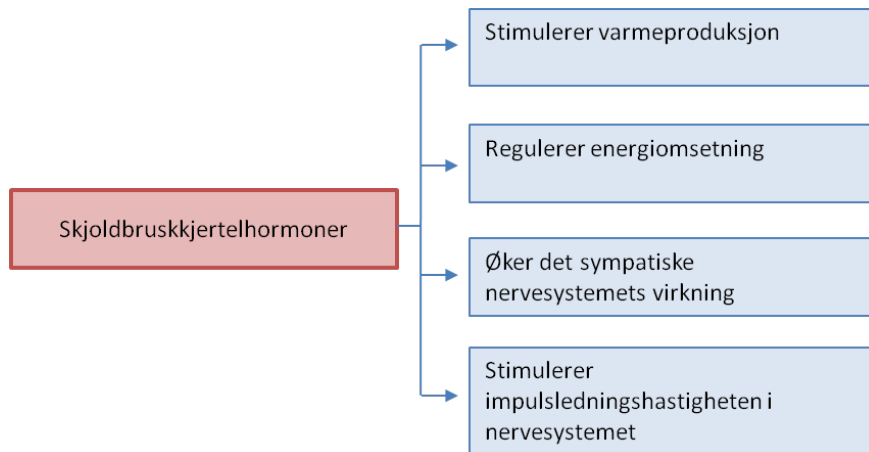 Stimulerer varmeproduksjon
Regulerer energiomsetning
Skjoldbruskkjertelhormoner
Øker det sympatiske
nervesystemets virkning
Stimulerer
impulsledningshastigheten i
nervesystemet